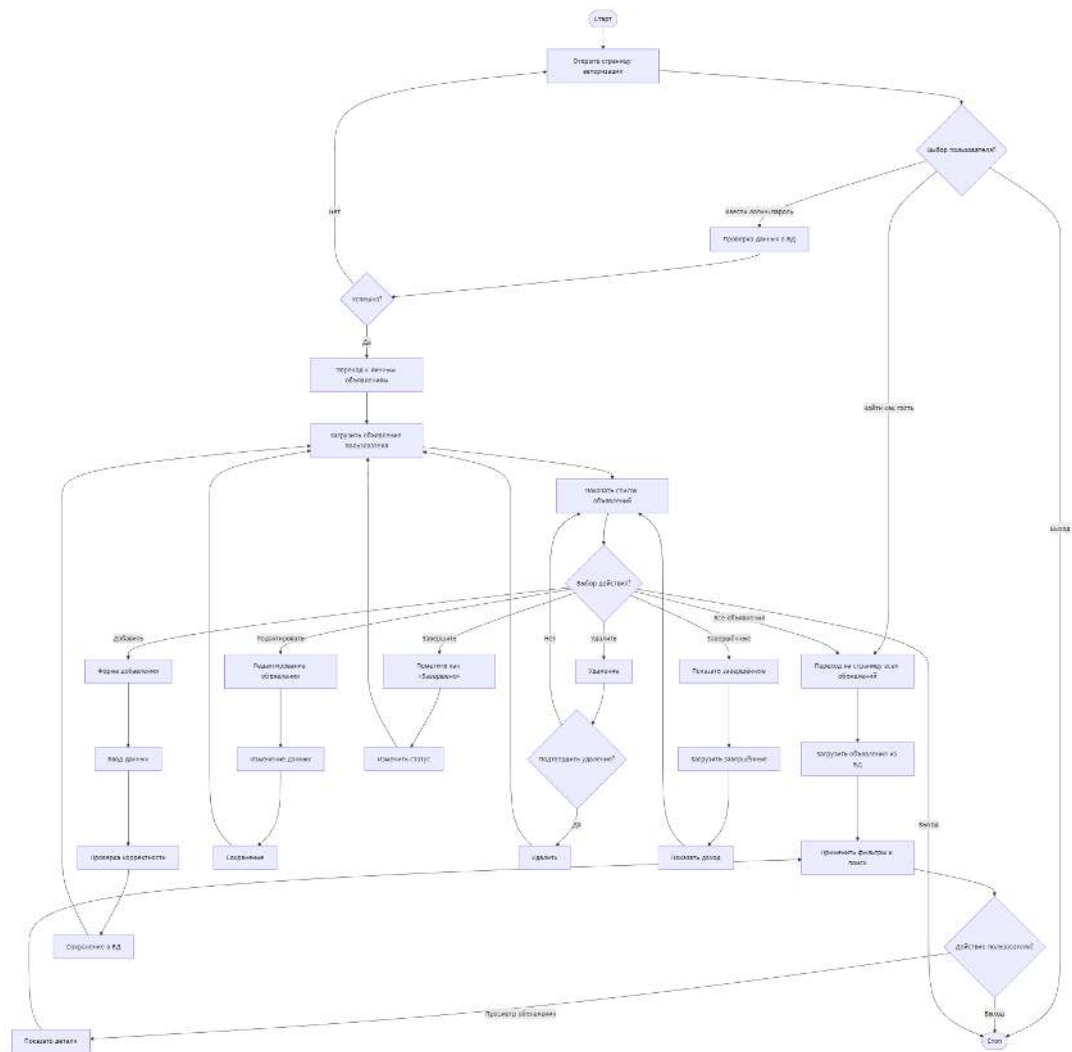 Старт
Открыть страницу
авторизации
Выбор пользователя?
Нет
Ввести логин/пароль
Проверка данных в БД
Успешно?
Да
Переход к личным
объявлениям
Войти как гость
Загрузить объявления
пользователя
Показать список
объявлений
Выход
Выбор действия?
Добавить
Редактировать
Завершить
Нет
Удалить
Завершённые
Все объявления
Форма добавления
Редактирование
объявления
Пометить как
«Завершено»
Удаление
Показать завершённые
Переход на страницу всех
объявлений
Ввод данных
Изменение данных
Изменить статус
Подтвердить удаление?
Загрузить завершённые
Загрузить объявления из
БД
Да
Выход
Проверка корректности
Сохранение
Удалить
Показать доход
Применить фильтры и
поиск
Сохранение в БД
Действие пользователя?
Просмотр объявления
Выход
Показать детали
Стоп